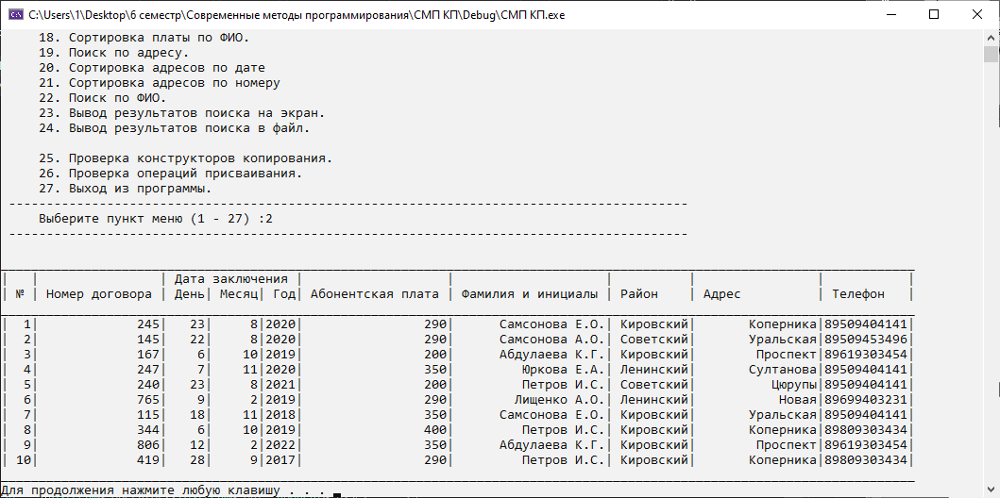 C:\Users\1\Desktop\6 семестр\Современные методы программирования\СМП КП\Debug\СМП КП.exe
18. Сортировка платы по ФИО.
19. Поиск по адресу.
20. Сортировка адресов по дате
21. Сортировка адресов по номеру
22. Поиск по ФИО.
23. Вывод результатов поиска на экран.
24. Вывод результатов поиска в файл.
25. Проверка конструкторов копирования.
26. Проверка операций присваивания.
27. Выход из программы.
------------------------------------------------------------------------------------------
Выберите пункт меню (1 - 27) :2
------------------------------------------------------------------------------------------
| | | Дата заключения | | | | | |
| № | Номер договора | День| Месяц| Год| Абонентская плата | Фамилия и инициалы | Район | Адрес | Телефон |
| 1| 245| 23| 8|2020| 290| Самсонова Е.О.| Кировский| Коперника|89509404141|
| 2| 145| 22| 8|2020| 290| Самсонова А.О.| Советский| Уральская|89509453496|
| 3| 167| 6| 10|2019| 200| Абдулаева К.Г.| Кировский| Проспект|89619303454|
| 4| 247| 7| 11|2020| 350| Юркова Е.А.| Ленинский| Султанова|89509404141|
| 5| 240| 23| 8|2021| 200| Петров И.С.| Советский| Цюрупы|89509404141|
| 6| 765| 9| 2|2019| 290| Лищенко А.О.| Ленинский| Новая|89699403231|
| 7| 115| 18| 11|2018| 350| Самсонова Е.О.| Кировский| Уральская|89509404141|
| 8| 344| 6| 10|2019| 400| Петров И.С.| Кировский| Коперника|89809303434|
| 9| 806| 12| 2|2022| 350| Абдулаева К.Г.| Кировский| Проспект|89619303454|
| 10| 419| 28| 9|2017| 290| Петров И.С.| Кировский| Коперника|89809303434|
Для продолжения нажмите любую клавишу . . .